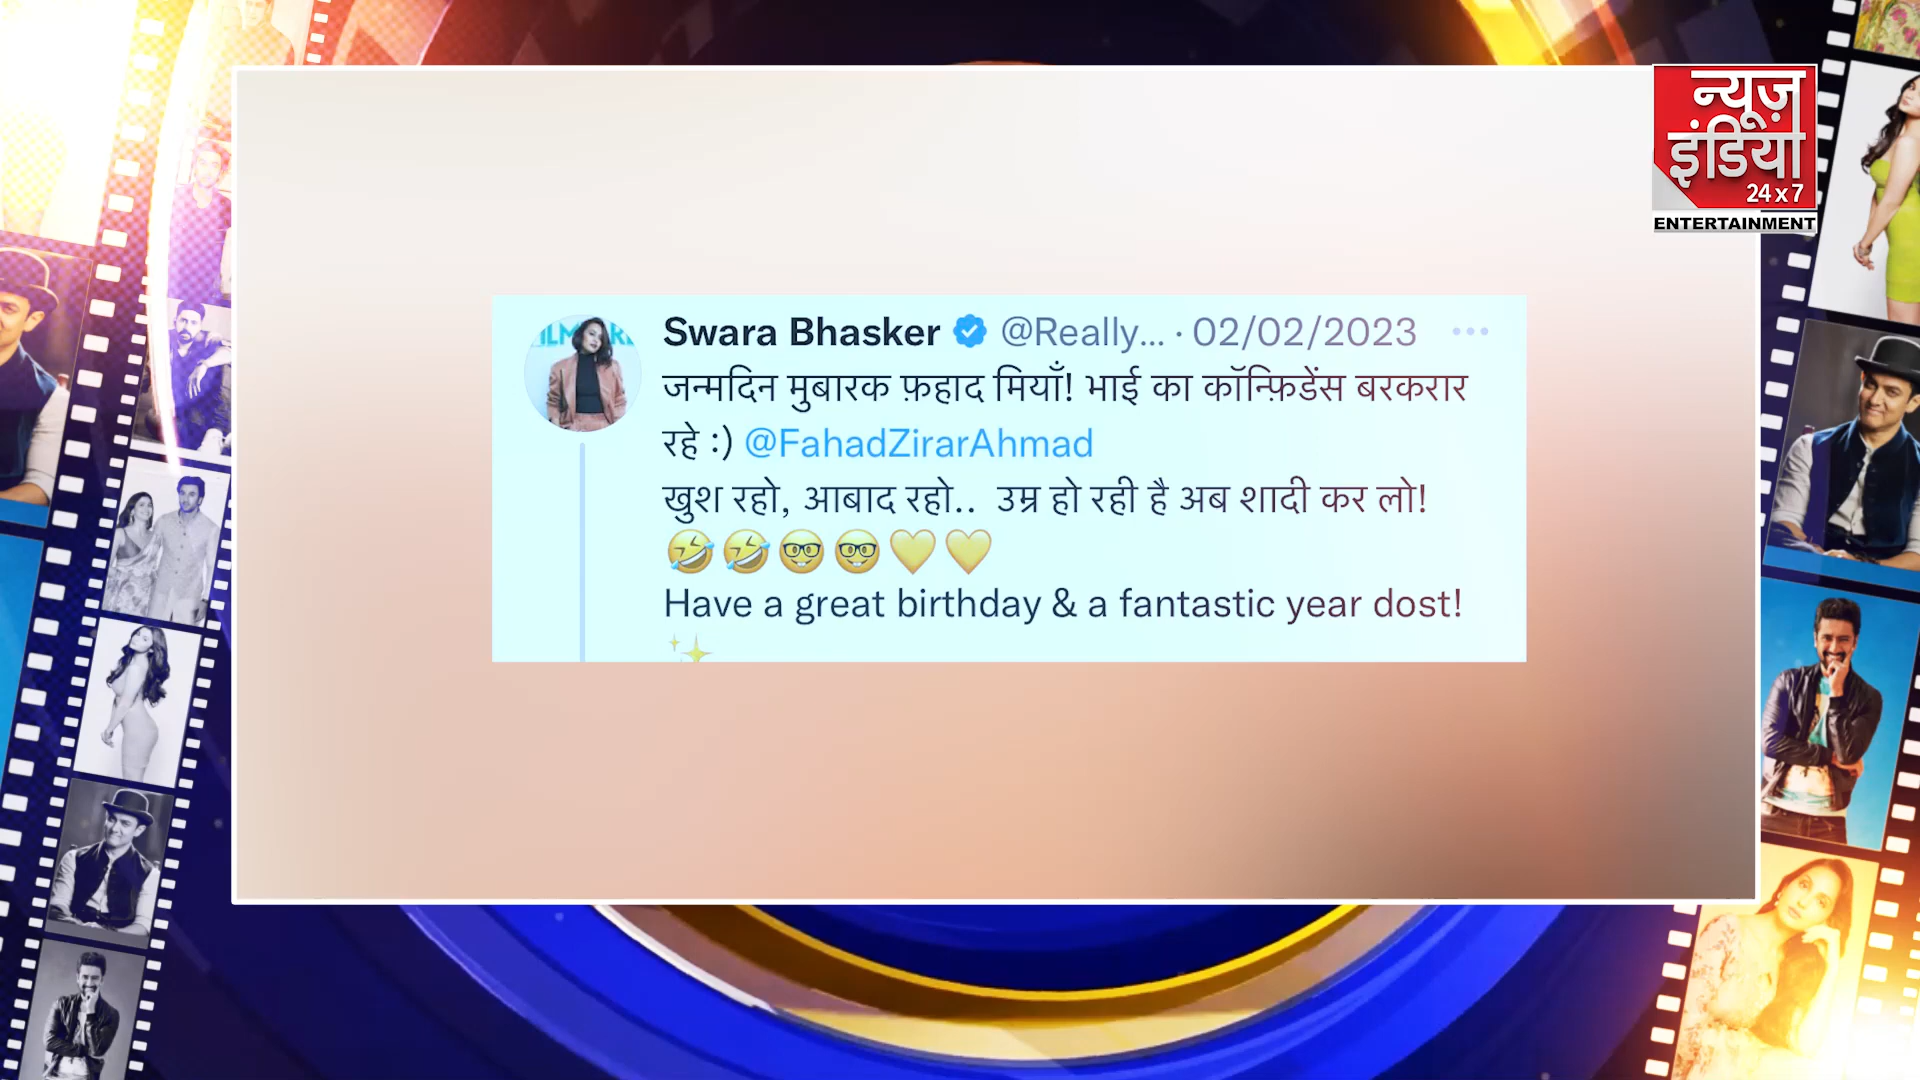 न्यूज़
इंडिया
24x7
ENTERTAINMENT
Swara Bhasker @Really... · 02/02/2023 ...
जन्मदिन मुबारक फ़हाद मियाँ! भाई का कॉन्फ़िडेंस बरकरार
रहे :) @FahadZirarAhmad
खुश रहो, आबाद रहो.. उम्र हो रही है अब शादी कर लो!
🤣🤣🤓🤓💛💛
Have a great birthday & a fantastic year dost!
✨